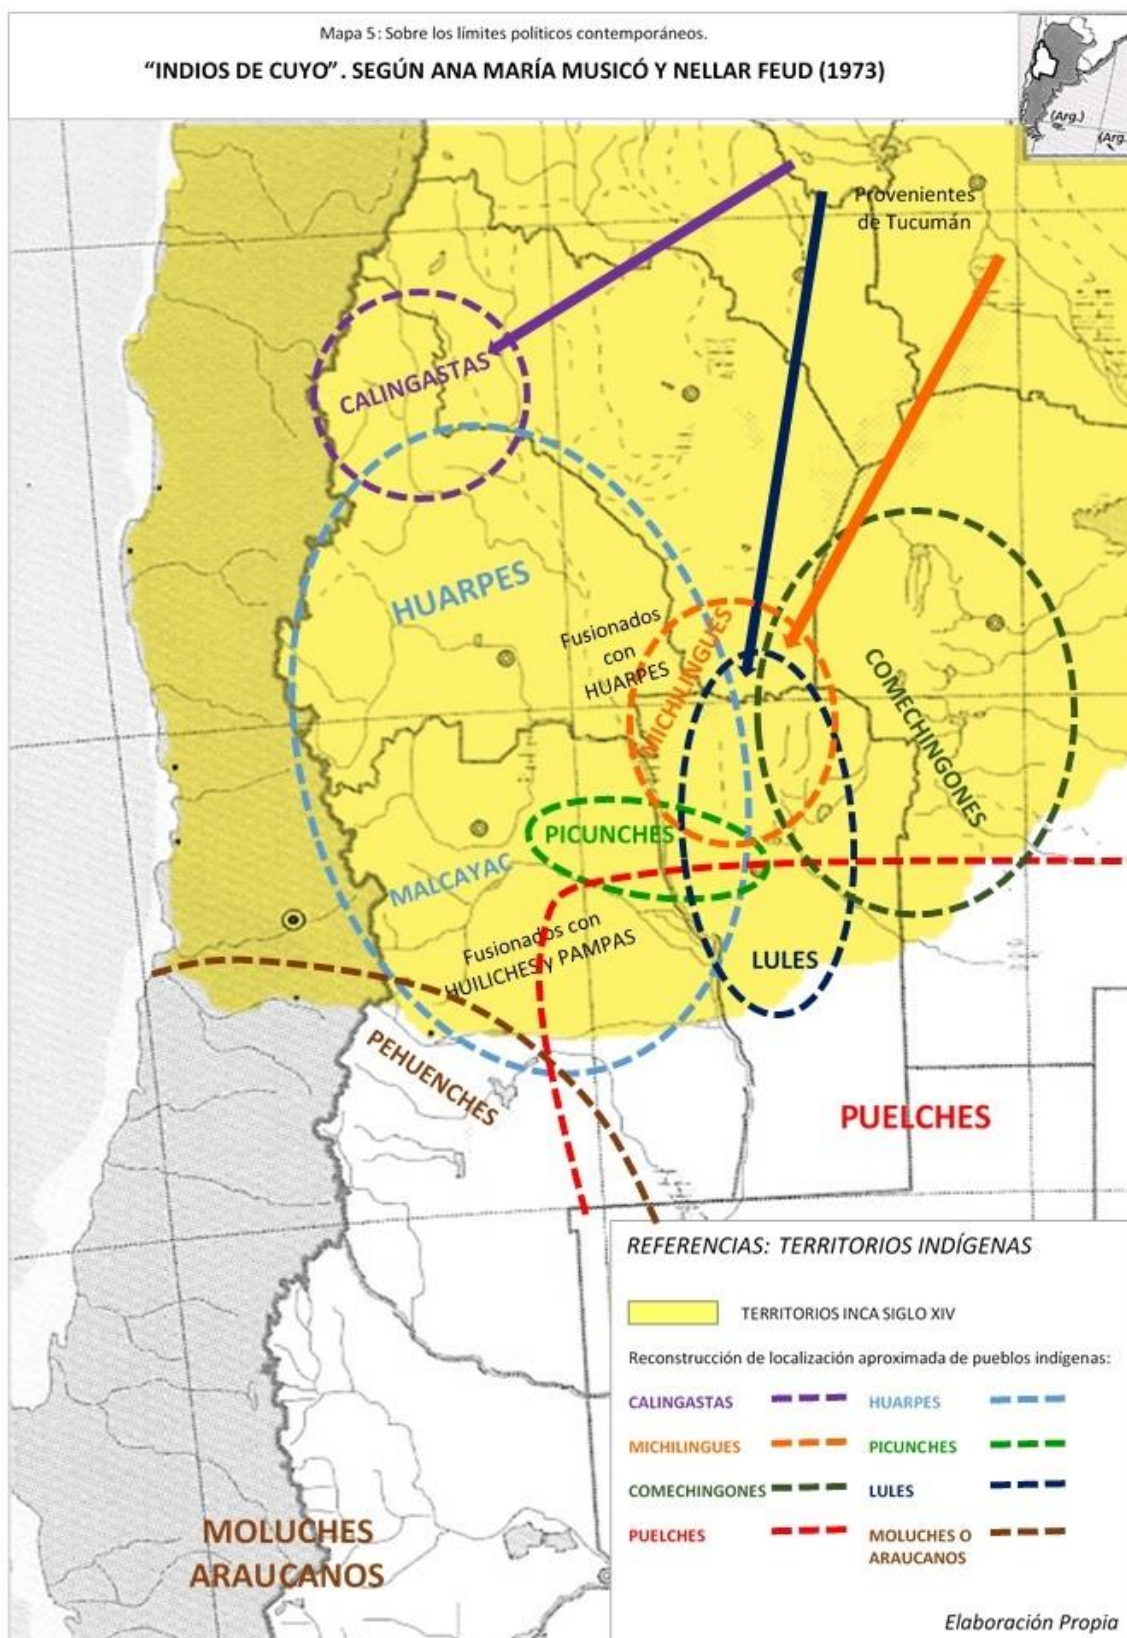 Mapa 5: Sobre los límites políticos contemporáneos.
“INDIOS DE CUYO”. SEGÚN ANA MARÍA MUSICÓ Y NELLAR FEUD (1973)
(Arg.)
(Arg.
Provenientes
de Tucumán
CALINGASTAS
HUARPES
Fusionados
con
HUARPES
MICHILINGUES
COMECHINGONES
PICUNCHES
MALCAYAC
Fusionados con
HUILICHES y PAMPAS
LULES
PEHUENCHES
PUELCHES
MOLUCHES
ARAUCANOS
REFERENCIAS: TERRITORIOS INDÍGENAS
TERRITORIOS INCA SIGLO XIV
Reconstrucción de localización aproximada de pueblos indígenas:
CALINGASTAS
HUARPES
MICHILINGUES
PICUNCHES
COMECHINGONES
LULES
PUELCHES
MOLUCHES O
ARAUCANOS
Elaboración Propia